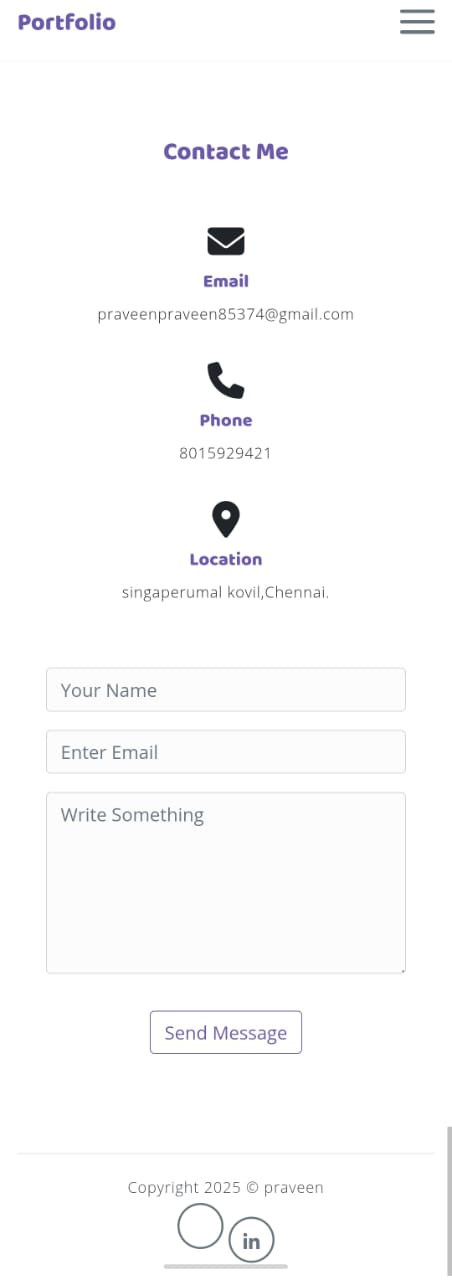 Portfolio
Contact Me
Email
praveenpraveen85374@gmail.com
Phone
8015929421
Location
singaperumal kovil,Chennai.
Your Name
Enter Email
Write Something
Send Message
Copyright 2025 © praveen
in